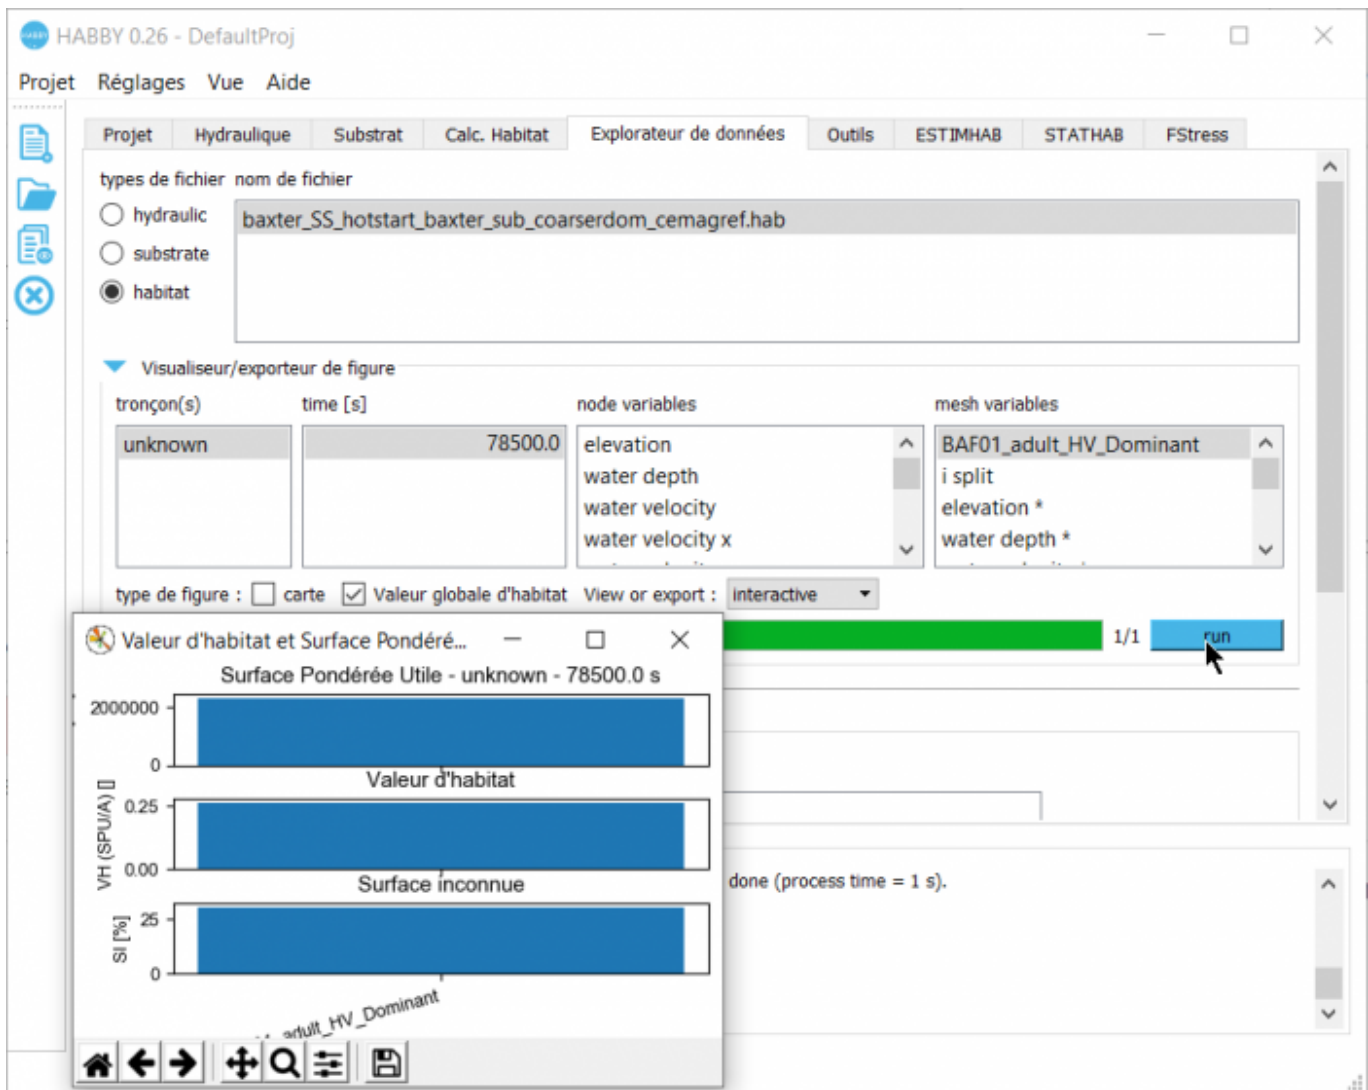 HABBY 0.26 - DefaultProj
Projet Réglages Vue Aide
Projet Hydraulique Substrat Calc. Habitat Explorateur de données Outils ESTIMHAB STATHAB FStress
types de fichier nom de fichier
hydraulic
baxter_SS_hotstart_baxter_sub_coarserdom_cemagref.hab
substrate
habitat
Visualiseur/exporteur de figure
tronçon(s) time [s] node variables mesh variables
unknown 78500.0 elevation BAF01_adult_HV_Dominant
water depth i split
water velocity elevation *
water velocity x water depth *
type de figure : carte Valeur globale d'habitat View or export : interactive
1/1 run
Valeur d'habitat et Surface Pondéré...
Surface Pondérée Utile - unknown - 78500.0 s
2000000
0
Valeur d'habitat
VH (SPU/A) []
0.25
0.00
Surface inconnue
SI [%]
25
0
_adult_HV_Dominant
done (process time = 1 s).